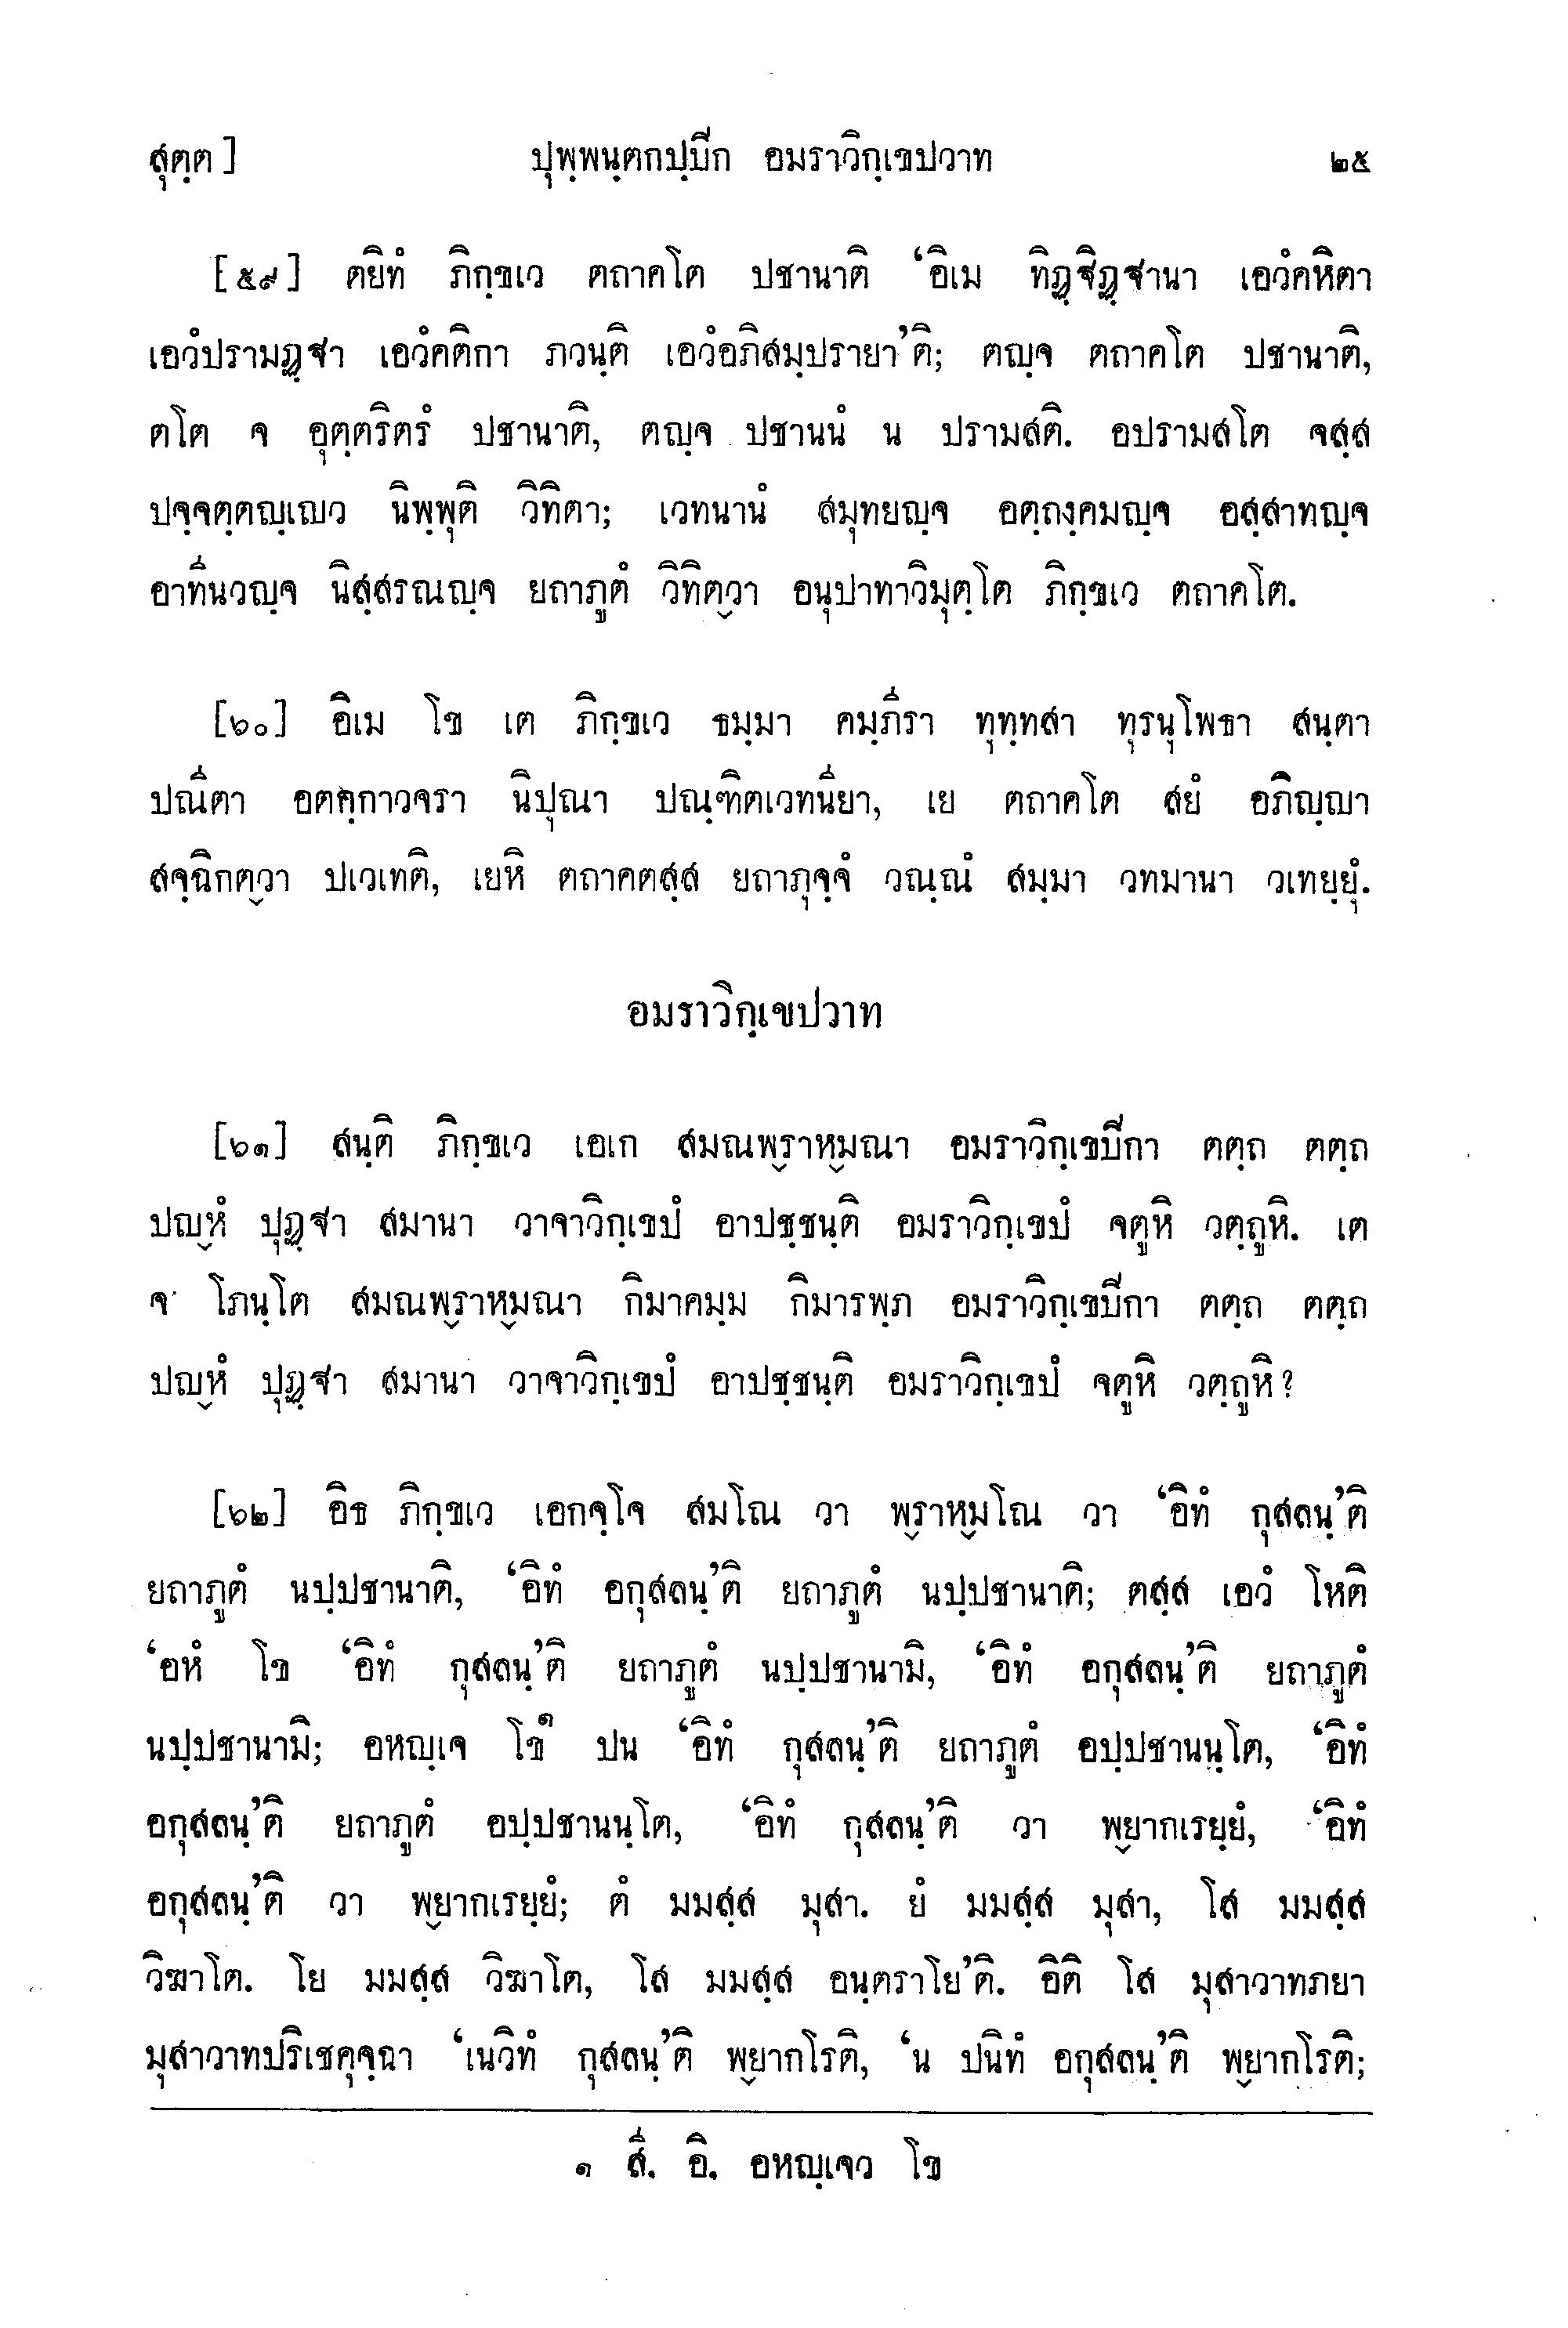 สุตฺต]	ปุพฺพนฺตกปฺปีก อมราวิกฺเขปวาท	๒๕
[๕๙] ตยิทํ ภิกฺขเว ตถาคโต ปชานาติ ‘อิเม ทิฏฺฐิฏฺฐานา เอวํคหิตา
เอวํปรามฏฺฐา เอวํคติกา ภวนฺติ เอวํอภิสมฺปรายา’ติ; ตญฺจ ตถาคโต ปชานาติ,
ตโต จ อุตฺตริตรํ ปชานาติ, ตญฺจ ปชานนํ น ปรามสติ. อปรามสโต จสฺส
ปจฺจตฺตญฺเญว นิพฺพุติ วิทิตา; เวทนานํ สมุทยญฺจ อตฺถงฺคมญฺจ อสฺสาทญฺจ
อาทีนวญฺจ นิสฺสรณญฺจ ยถาภูตํ วิทิตฺวา อนุปาทาวิมุตฺโต ภิกฺขเว ตถาคโต.
[๖๐] อิเม โข เต ภิกฺขเว ธมฺมา คมฺภีรา ทุทฺทสา ทุรนุโพธา สนฺตา
ปณีตา อตกฺกาวจรา นิปุณา ปณฺฑิตเวทนียา, เย ตถาคโต สยํ อภิญฺญา
สจฺฉิกตฺวา ปเวเทติ, เยหิ ตถาคตสฺส ยถาภุจฺจํ วณฺณํ สมฺมา วทมานา วเทยฺยุํ.
อมราวิกฺเขปวาท
[๖๑] สนฺติ ภิกฺขเว เอเก สมณพฺราหฺมณา อมราวิกฺเขปีกา ตตฺถ ตตฺถ
ปญฺหํ ปุฏฺฐา สมานา วาจาวิกฺเขปํ อาปชฺชนฺติ อมราวิกฺเขปํ จตูหิ วตฺถูหิ. เต
จ โภนฺโต สมณพฺราหฺมณา กิมาคมฺม กิมารพฺภ อมราวิกฺเขปีกา ตตฺถ ตตฺถ
ปญฺหํ ปุฏฺฐา สมานา วาจาวิกฺเขปํ อาปชฺชนฺติ อมราวิกฺเขปํ จตูหิ วตฺถูหิ?
[๖๒] อิธ ภิกฺขเว เอกจฺโจ สมโณ วา พฺราหฺมโณ วา ‘อิทํ กุสลนฺ’ติ
ยถาภูตํ นปฺปชานาติ, ‘อิทํ อกุสลนฺ’ติ ยถาภูตํ นปฺปชานาติ; ตสฺส เอวํ โหติ
‘อหํ โข ‘อิทํ กุสลนฺ’ติ ยถาภูตํ นปฺปชานามิ, ‘อิทํ อกุสลนฺ’ติ ยถาภูตํ
นปฺปชานามิ; อหญฺเจ โข๑ ปน ‘อิทํ กุสลนฺ’ติ ยถาภูตํ อปฺปชานนฺโต, ‘อิทํ
อกุสลนฺ’ติ ยถาภูตํ อปฺปชานนฺโต, ‘อิทํ กุสลนฺ’ติ วา พฺยากเรยฺยํ, ‘อิทํ
อกุสลนฺ’ติ วา พฺยากเรยฺยํ; ตํ มมสฺส มุสา. ยํ มมสฺส มุสา, โส มมสฺส
วิฆาโต. โย มมสฺส วิฆาโต, โส มมสฺส อนฺตราโย’ติ. อิติ โส มุสาวาทภยา
มุสาวาทปริเชคุจฺฉา ‘เนวิทํ กุสลนฺ’ติ พฺยากโรติ, ‘น ปนิทํ อกุสลนฺ’ติ พฺยากโรติ;
๑ สี. อิ. อหญฺเจว โข